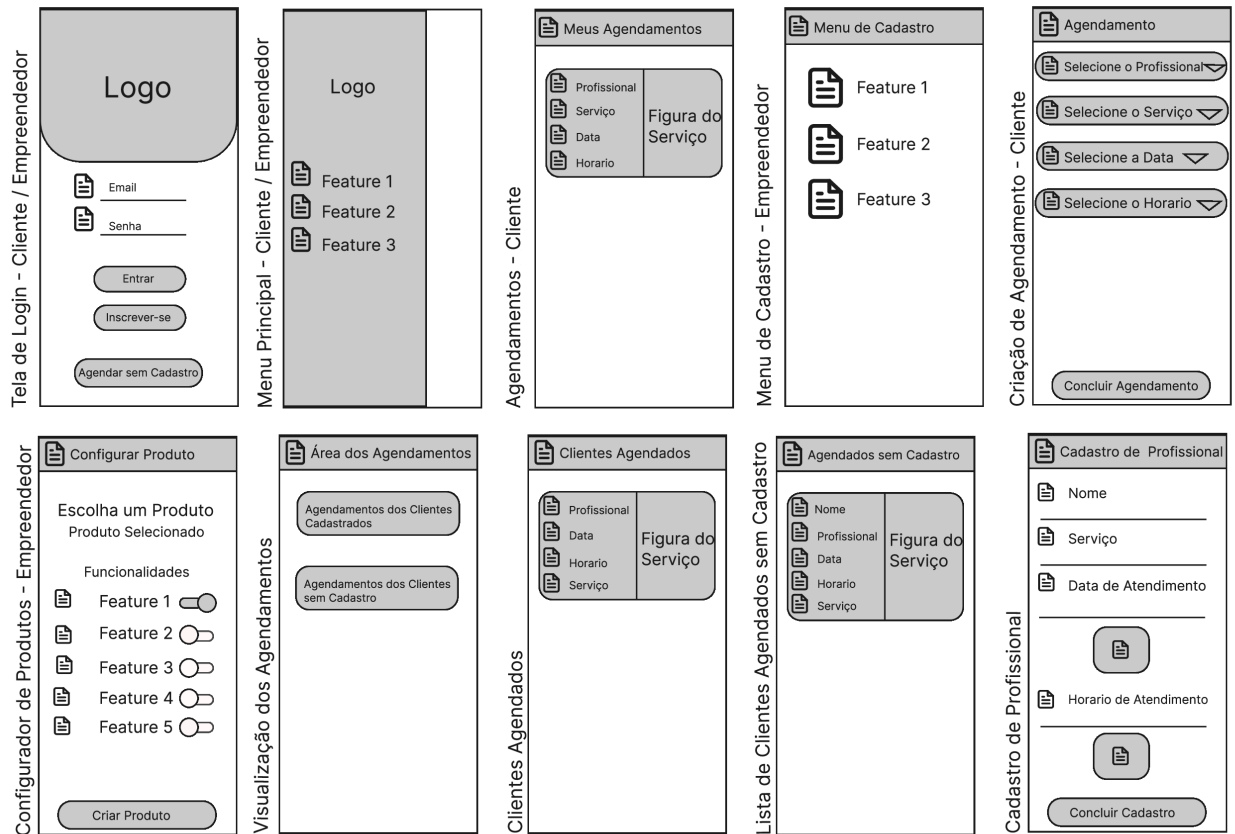 Tela de Login - Cliente / Empreendedor
Logo
Email
Senha
Entrar
Inscrever-se
Agendar sem Cadastro
Menu Principal - Cliente / Empreendedor
Logo
Feature 1
Feature 2
Feature 3
Agendamentos - Cliente
Meus Agendamentos
Profissional
Serviço
Data
Horario
Figura do
Serviço
Menu de Cadastro - Empreendedor
Menu de Cadastro
Feature 1
Feature 2
Feature 3
Criação de Agendamento - Cliente
Agendamento
Selecione o Profissional
Selecione o Serviço
Selecione a Data
Selecione o Horario
Concluir Agendamento
Configurador de Produtos - Empreendedor
Configurar Produto
Escolha um Produto
Produto Selecionado
Funcionalidades
Feature 1
Feature 2
Feature 3
Feature 4
Feature 5
Criar Produto
Visualização dos Agendamentos
Área dos Agendamentos
Agendamentos dos Clientes
Cadastrados
Agendamentos dos Clientes
sem Cadastro
Clientes Agendados
Clientes Agendados
Profissional
Data
Horario
Serviço
Figura do
Serviço
Lista de Clientes Agendados sem Cadastro
Agendados sem Cadastro
Nome
Profissional
Data
Horario
Serviço
Figura do
Serviço
Cadastro de Profissional
Cadastro de Profissional
Nome
Serviço
Data de Atendimento
Horario de Atendimento
Concluir Cadastro